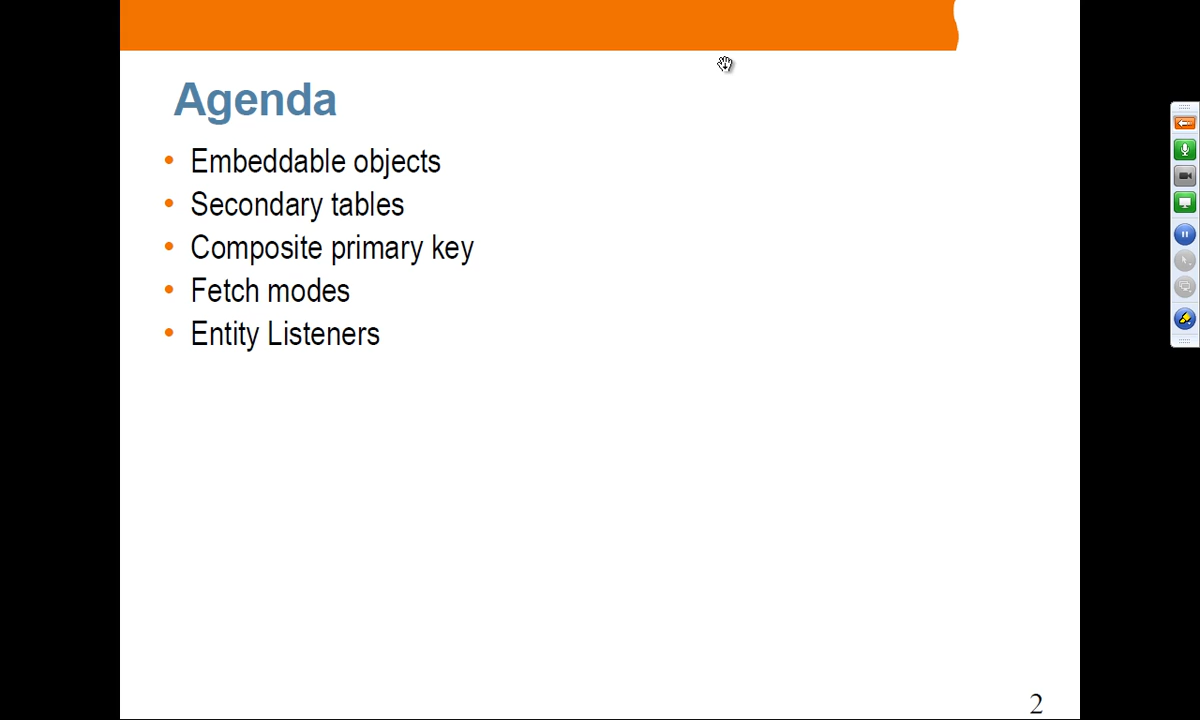 Agenda
• Embeddable objects
• Secondary tables
• Composite primary key
• Fetch modes
• Entity Listeners
2